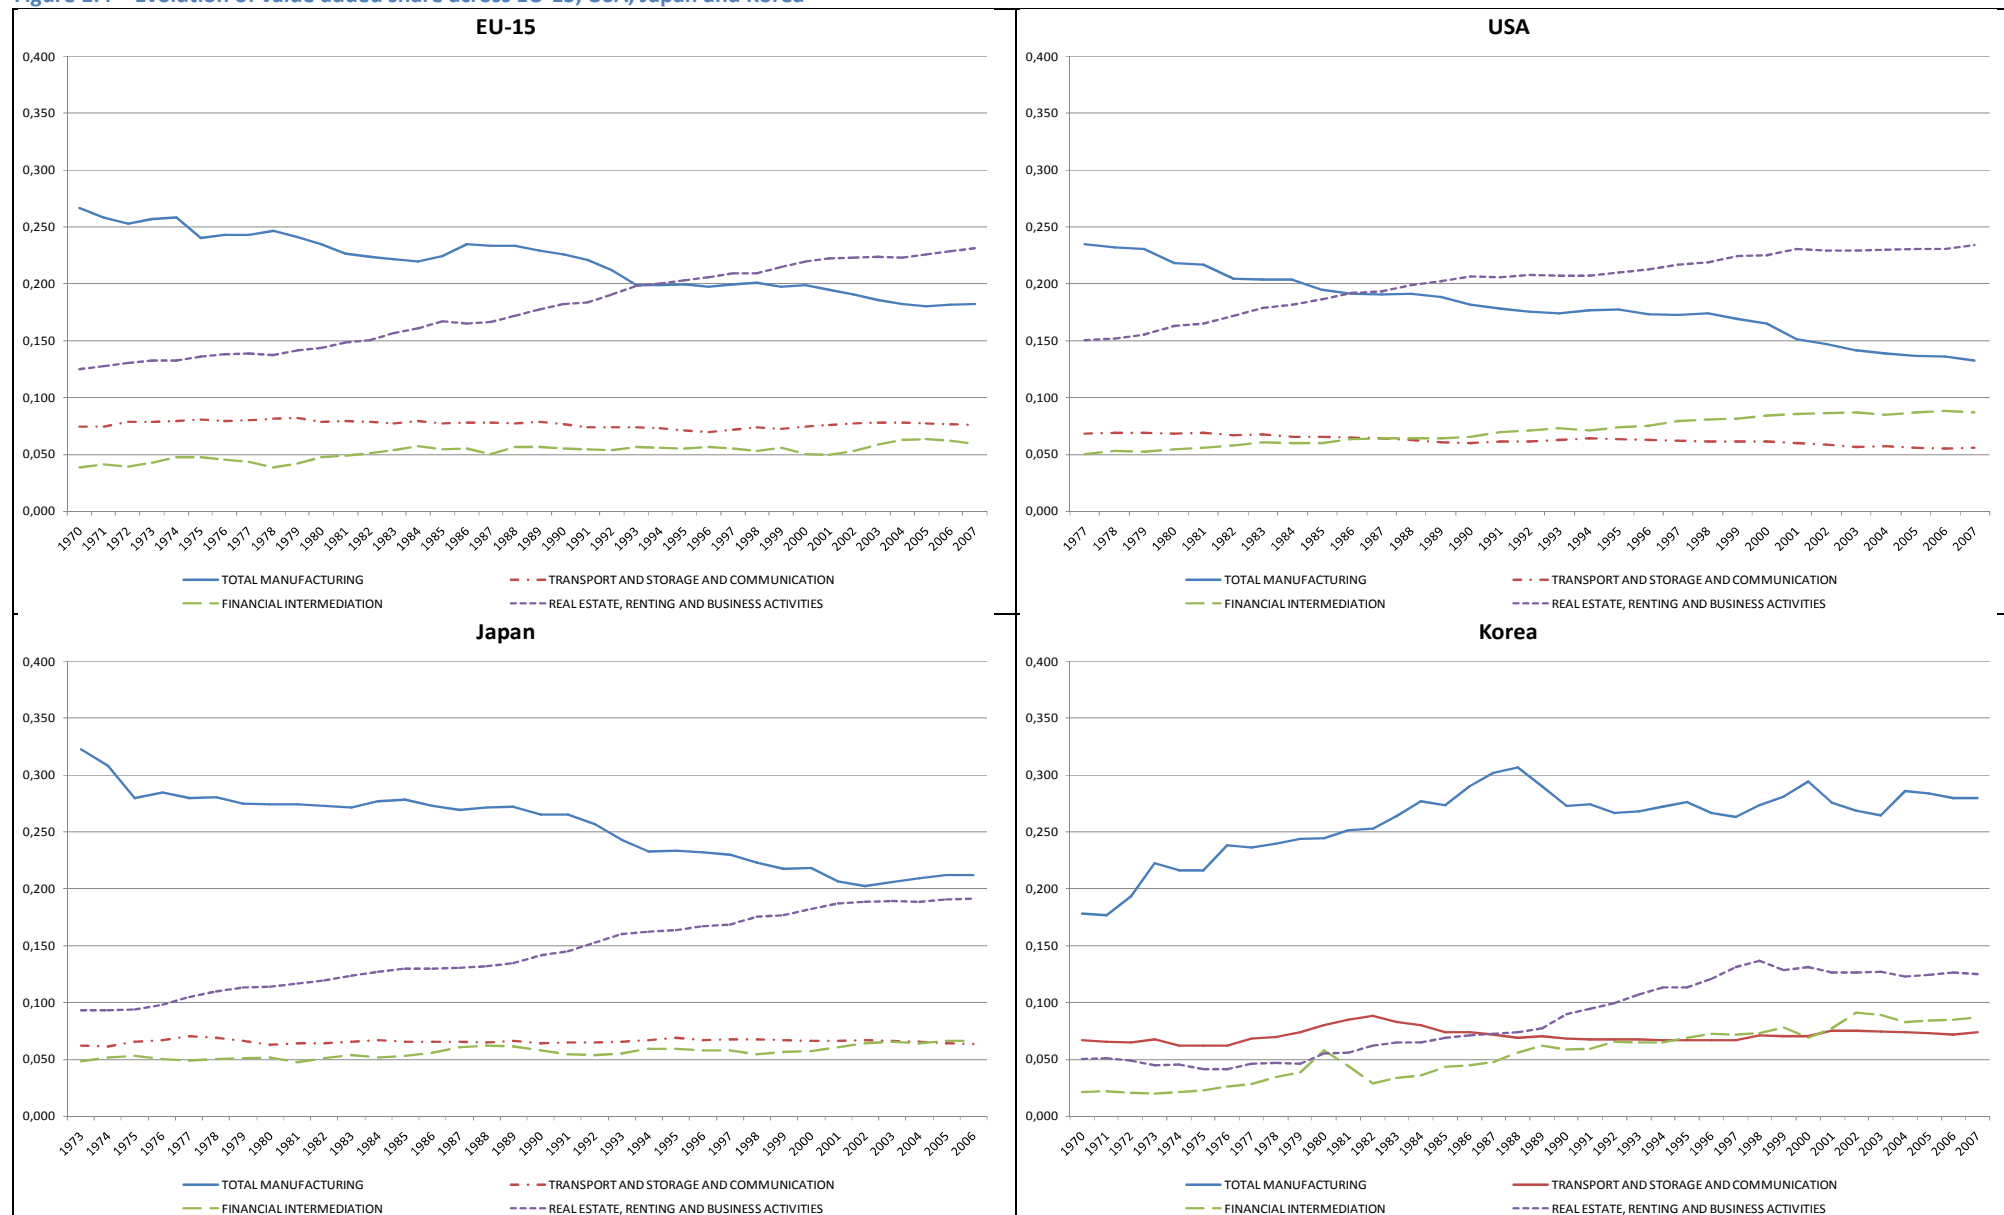 Figure – Evolution of value added share across EU-15, USA, Japan and Korea
EU-15
0,400
0,350
0,300
0,250
0,200
0,150
0,100
0,050
0,000
1970 1971 1972 1973 1974 1975 1976 1977 1978 1979 1980 1981 1982 1983 1984 1985 1986 1987 1988 1989 1990 1991 1992 1993 1994 1995 1996 1997 1998 1999 2000 2001 2002 2003 2004 2005 2006 2007
TOTAL MANUFACTURING TRANSPORT AND STORAGE AND COMMUNICATION
FINANCIAL INTERMEDIATION REAL ESTATE, RENTING AND BUSINESS ACTIVITIES
USA
0,400
0,350
0,300
0,250
0,200
0,150
0,100
0,050
0,000
1977 1978 1979 1980 1981 1982 1983 1984 1985 1986 1987 1988 1989 1990 1991 1992 1993 1994 1995 1996 1997 1998 1999 2000 2001 2002 2003 2004 2005 2006 2007
TOTAL MANUFACTURING TRANSPORT AND STORAGE AND COMMUNICATION
FINANCIAL INTERMEDIATION REAL ESTATE, RENTING AND BUSINESS ACTIVITIES
Japan
0,400
0,350
0,300
0,250
0,200
0,150
0,100
0,050
0,000
1973 1974 1975 1976 1977 1978 1979 1980 1981 1982 1983 1984 1985 1986 1987 1988 1989 1990 1991 1992 1993 1994 1995 1996 1997 1998 1999 2000 2001 2002 2003 2004 2005 2006
TOTAL MANUFACTURING TRANSPORT AND STORAGE AND COMMUNICATION
FINANCIAL INTERMEDIATION REAL ESTATE, RENTING AND BUSINESS ACTIVITIES
Korea
0,400
0,350
0,300
0,250
0,200
0,150
0,100
0,050
0,000
1970 1971 1972 1973 1974 1975 1976 1977 1978 1979 1980 1981 1982 1983 1984 1985 1986 1987 1988 1989 1990 1991 1992 1993 1994 1995 1996 1997 1998 1999 2000 2001 2002 2003 2004 2005 2006 2007
TOTAL MANUFACTURING TRANSPORT AND STORAGE AND COMMUNICATION
FINANCIAL INTERMEDIATION REAL ESTATE, RENTING AND BUSINESS ACTIVITIES